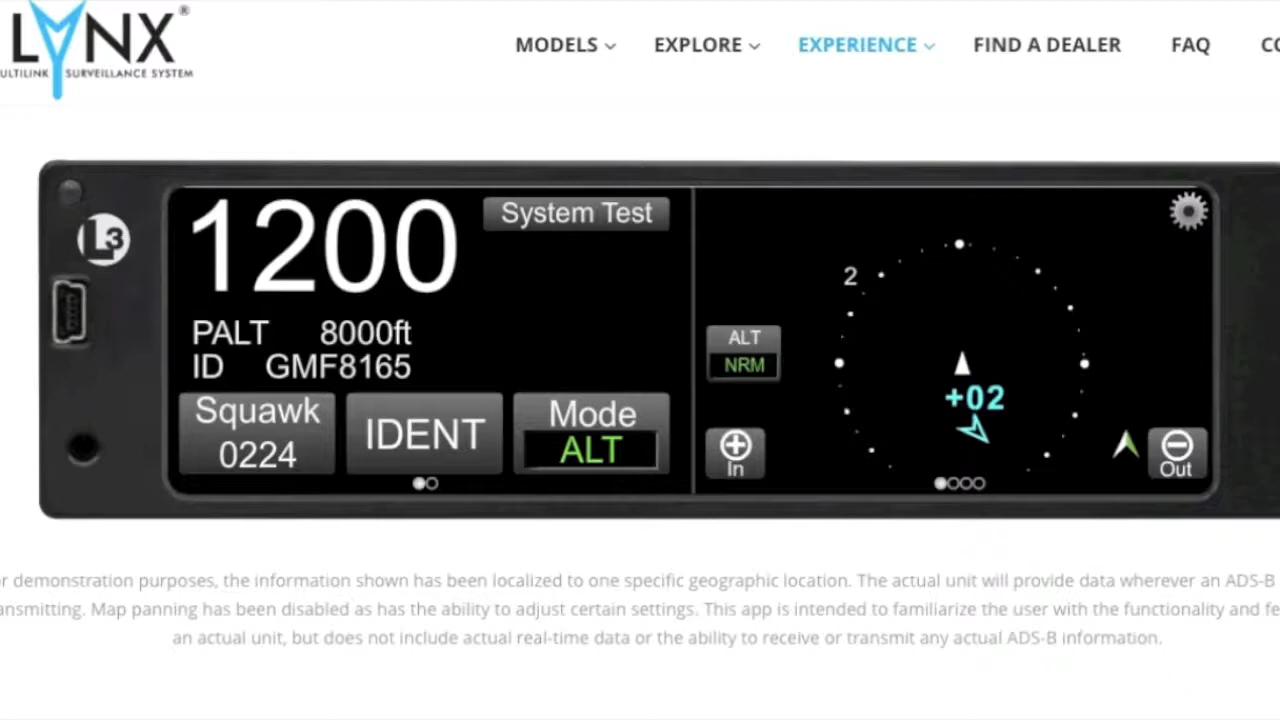 LYNX®
ULTILINK SURVEILLANCE SYSTEM
MODELS EXPLORE EXPERIENCE FIND A DEALER FAQ CO
L3
1200
System Test
PALT 8000ft
ID GMF8165
Squawk
0224
IDENT
Mode
ALT
2
ALT
NRM
+02
In
Out
r demonstration purposes, the information shown has been localized to one specific geographic location. The actual unit will provide data wherever an ADS-B
ansmitting. Map panning has been disabled as has the ability to adjust certain settings. This app is intended to familiarize the user with the functionality and fe
an actual unit, but does not include actual real-time data or the ability to receive or transmit any actual ADS-B information.